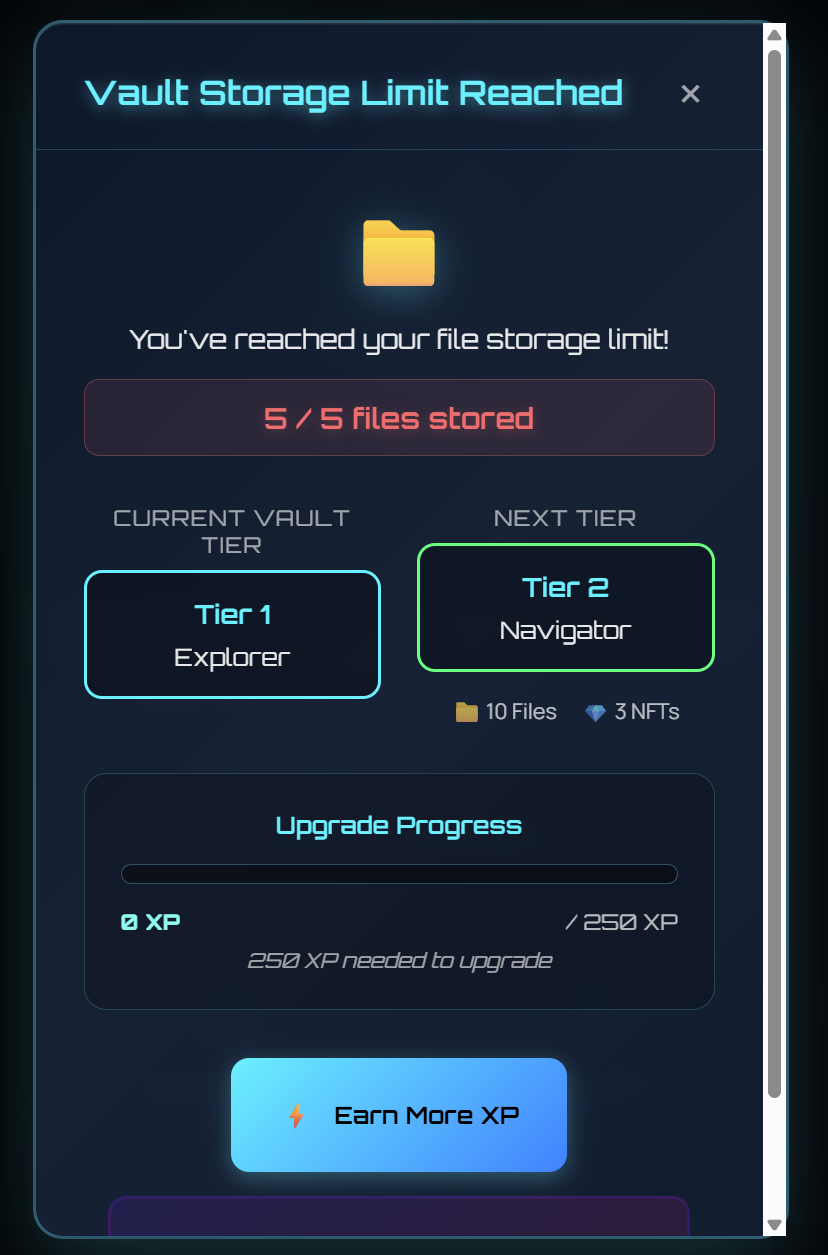 Vault Storage Limit Reached
You've reached your file storage limit!
5 / 5 files stored
CURRENT VAULT
TIER
Tier 1
Explorer
NEXT TIER
Tier 2
Navigator
10 Files 3 NFTs
Upgrade Progress
0 XP / 250 XP
250 XP needed to upgrade
Earn More XP